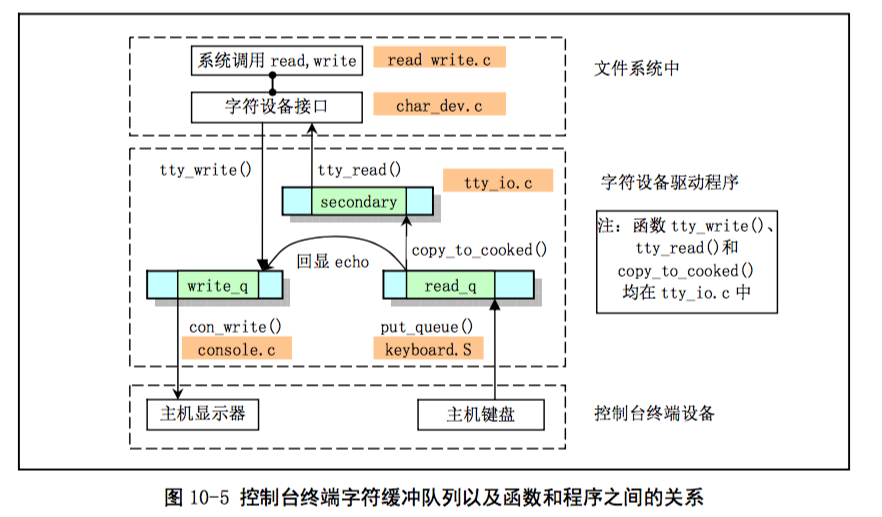 系统调用 read,write
read write.c
文件系统中
字符设备接口
char_dev.c
tty_write()
tty_read()
tty_io.c
字符设备驱动程序
secondary
注：函数 tty_write()、
tty_read()和
copy_to_cooked()
均在 tty_io.c 中
copy_to_cooked()
回显 echo
write_q
read_q
con_write()
console.c
put_queue()
keyboard.S
主机显示器
主机键盘
控制台终端设备
图 10-5 控制台终端字符缓冲队列以及函数和程序之间的关系